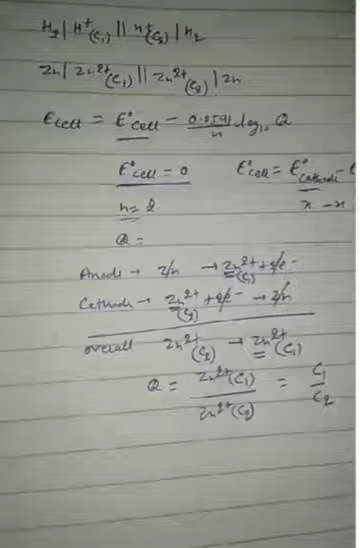 H₂ | H⁺(C₁) || H⁺(C₂) | H₂
Zn | Zn²⁺(C₁) || Zn²⁺(C₂) | Zn
Ecell = E°cell - 0.0591/n log₁₀ Q
E°cell = 0 E°cell = E°cathode -
n = 2 x - x
Q =
Anode → Zn → Zn²⁺(C₁) + 2e⁻
Cathode → Zn²⁺(C₂) + 2e⁻ → Zn
overall Zn²⁺(C₂) → Zn²⁺(C₁)
Q = Zn²⁺(C₁) / Zn²⁺(C₂) = C₁ / C₂